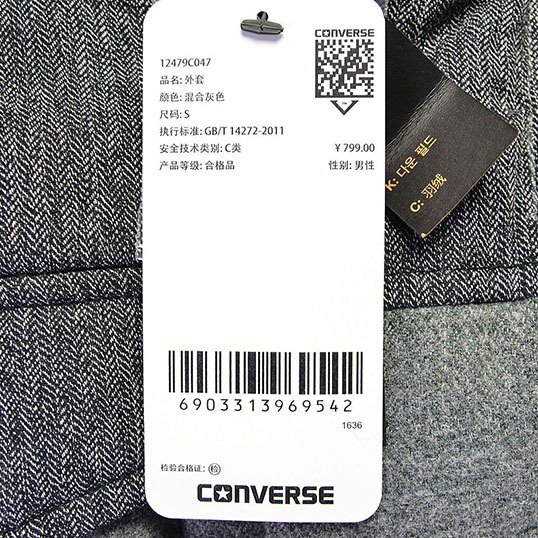 CONVERSE
12479C047
品名: 外套
颜色: 混合灰色
尺码: S
执行标准: GB/T 14272-2011
安全技术类别: C类
¥ 799.00
产品等级: 合格品
性别: 男性
K: 다운 필드
C: 羽绒
6903313969542
1636
检验合格证: 检
CONVERSE